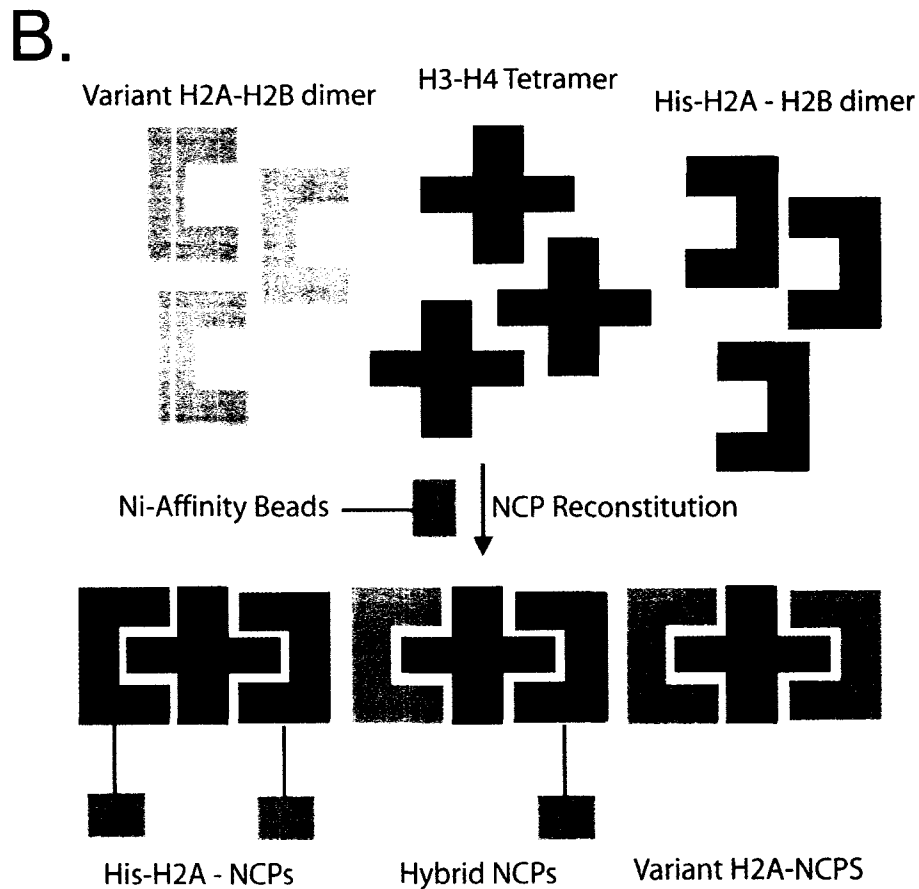 B.
Variant H2A-H2B dimer
H3-H4 Tetramer
His-H2A - H2B dimer
Ni-Affinity Beads
NCP Reconstitution
His-H2A - NCPs
Hybrid NCPs
Variant H2A-NCPS